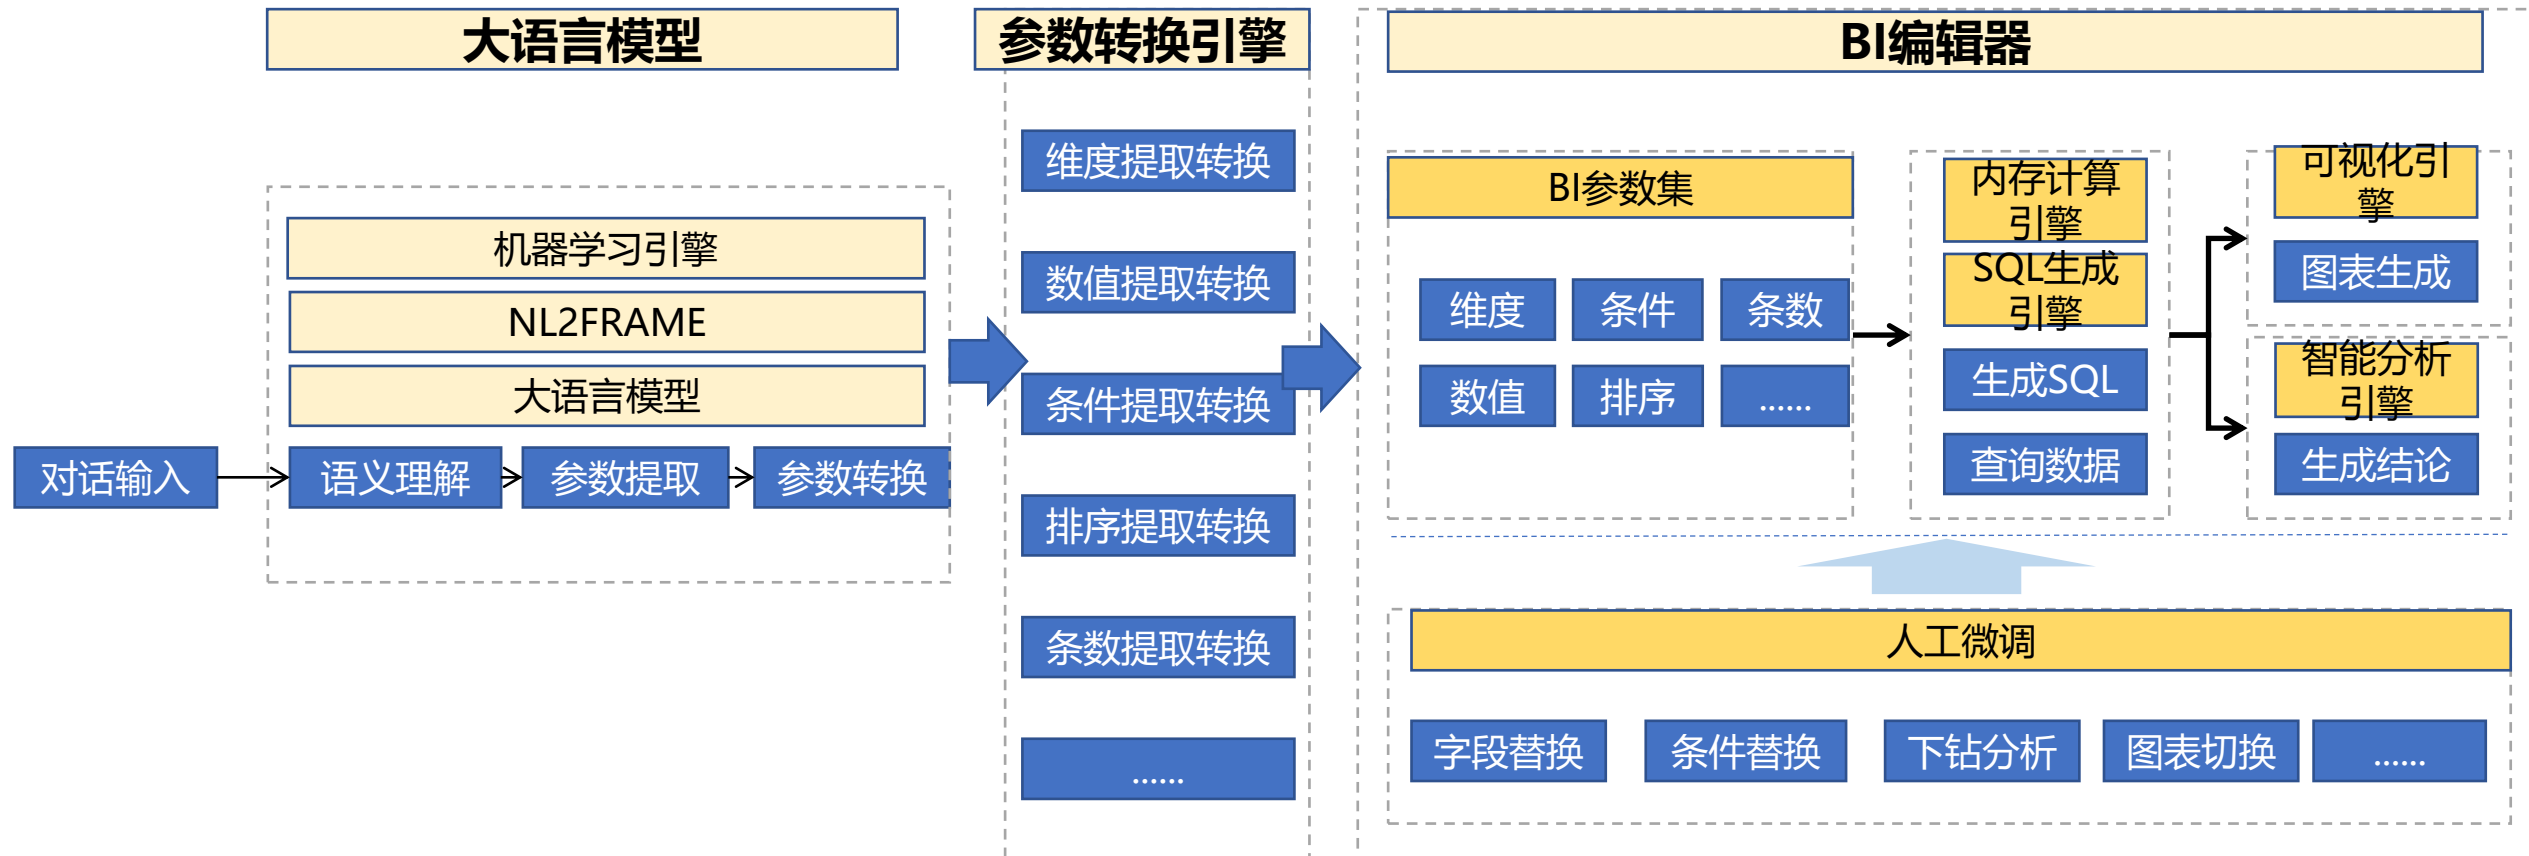 大语言模型
参数转换引擎
BI编辑器
机器学习引擎
NL2FRAME
大语言模型
对话输入
语义理解
参数提取
参数转换
维度提取转换
数值提取转换
条件提取转换
排序提取转换
条数提取转换
......
BI参数集
维度
条件
条数
数值
排序
......
内存计算
引擎
SQL生成
引擎
生成SQL
查询数据
可视化引
擎
图表生成
智能分析
引擎
生成结论
人工微调
字段替换
条件替换
下钻分析
图表切换
......